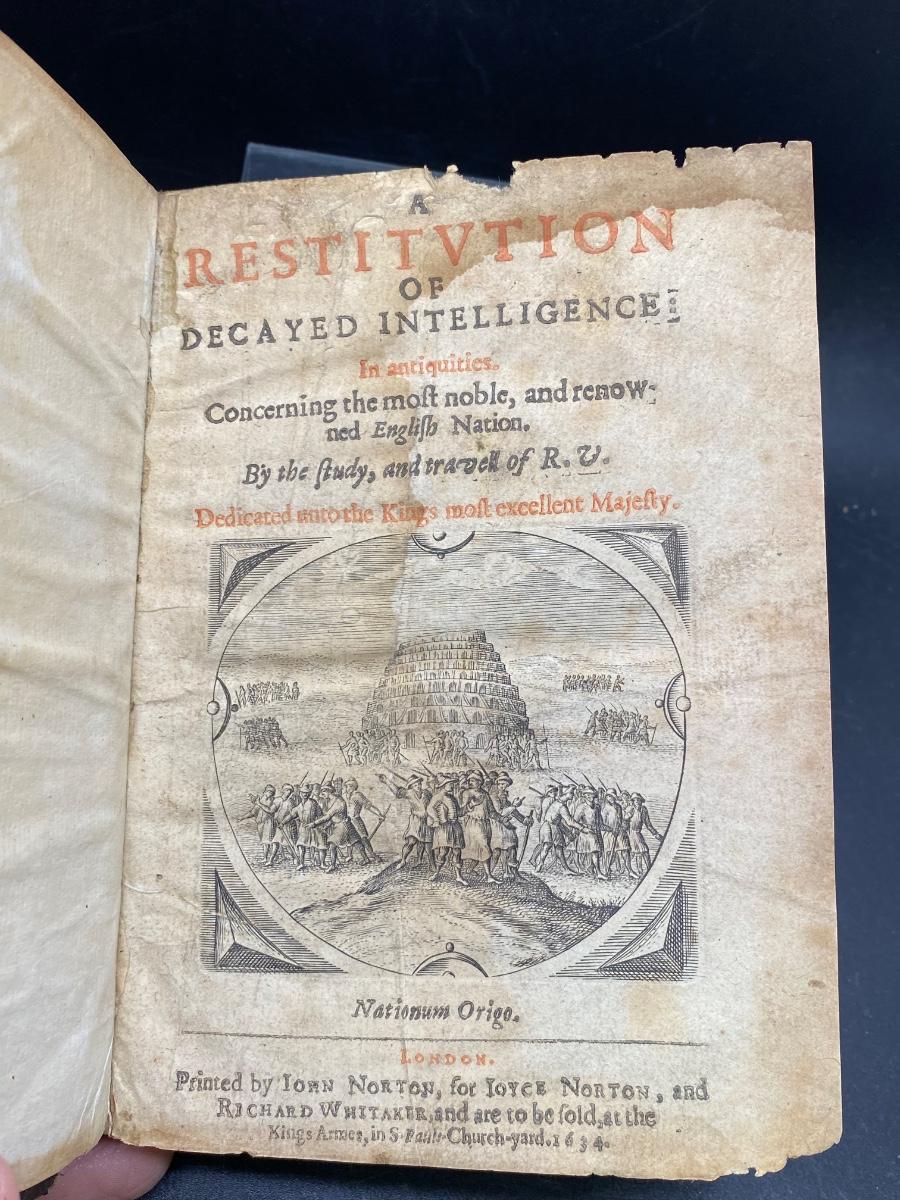 A
RESTITVTION
OF
DECAYED INTELLIGENCE:
In antiquities.
Concerning the moſt noble, and renow-
ned Engliſh Nation.
By the ſtudy, and travell of R. V.
Dedicated unto the Kings moſt excellent Majeſty.
Nationum Origo.
LONDON.
Printed by IOHN NORTON, for IOYCE NORTON, and
RICHARD WHITAKER, and are to be ſold, at the
Kings Armes, in S. Pauls-Church-yard. 1634.